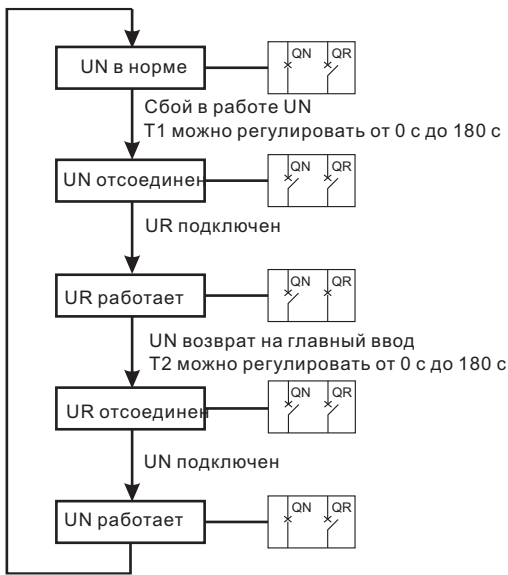 UN в норме
QN QR
Сбой в работе UN
T1 можно регулировать от 0 с до 180 с
UN отсоединен
QN QR
UR подключен
UR работает
QN QR
UN возврат на главный ввод
T2 можно регулировать от 0 с до 180 с
UR отсоединен
QN QR
UN подключен
UN работает
QN QR